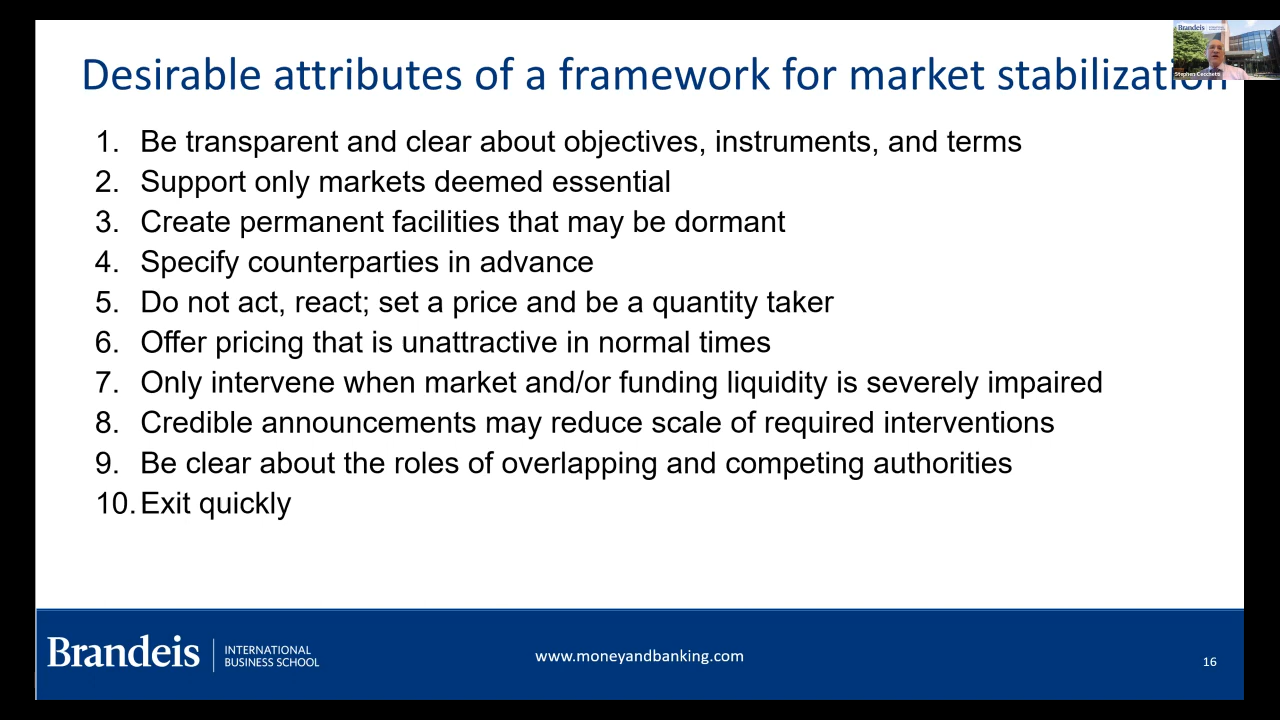 Desirable attributes of a framework for market stabilization
Brandeis
Stephen Cecchetti
1. Be transparent and clear about objectives, instruments, and terms
2. Support only markets deemed essential
3. Create permanent facilities that may be dormant
4. Specify counterparties in advance
5. Do not act, react; set a price and be a quantity taker
6. Offer pricing that is unattractive in normal times
7. Only intervene when market and/or funding liquidity is severely impaired
8. Credible announcements may reduce scale of required interventions
9. Be clear about the roles of overlapping and competing authorities
10. Exit quickly
Brandeis
INTERNATIONAL
BUSINESS SCHOOL
www.moneyandbanking.com
16